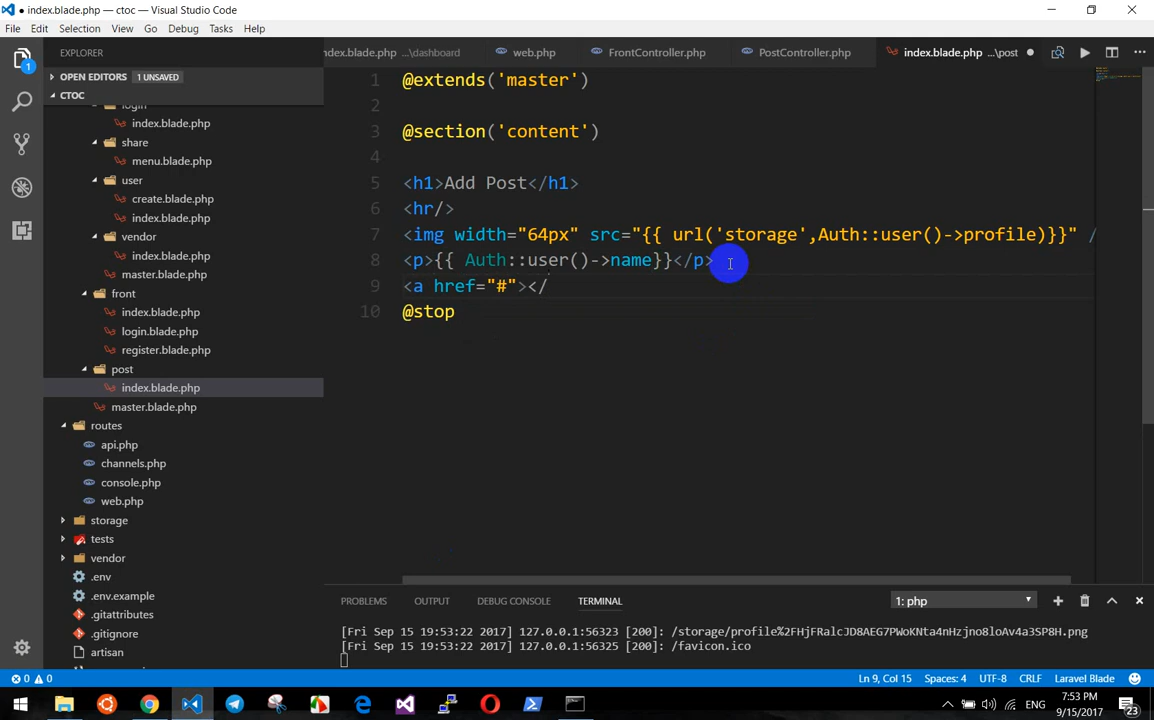 ● index.blade.php — ctoc — Visual Studio Code
File Edit Selection View Go Debug Tasks Help
EXPLORER
ndex.blade.php ...\dashboard web.php FrontController.php PostController.php index.blade.php ...\post ●
1
OPEN EDITORS 1 UNSAVED
CTOC
login
index.blade.php
share
menu.blade.php
user
create.blade.php
index.blade.php
vendor
index.blade.php
master.blade.php
front
index.blade.php
login.blade.php
register.blade.php
post
index.blade.php
master.blade.php
routes
api.php
channels.php
console.php
web.php
storage
tests
vendor
.env
.env.example
.gitattributes
.gitignore
artisan
1 @extends('master')
2
3 @section('content')
4
5 <h1>Add Post</h1>
6 <hr/>
7 <img width="64px" src="{{ url('storage',Auth::user()->profile)}}" /
8 <p>{{ Auth::user()->name}}</p>
9 <a href="#"></
10 @stop
PROBLEMS OUTPUT DEBUG CONSOLE TERMINAL 1: php
[Fri Sep 15 19:53:22 2017] 127.0.0.1:56323 [200]: /storage/profile%2FHjFRalcJD8AEG7PWoKNta4nHzjno8loAv4a3SP8H.png
[Fri Sep 15 19:53:22 2017] 127.0.0.1:56325 [200]: /favicon.ico
0 0 Ln 9, Col 15 Spaces: 4 UTF-8 CRLF Laravel Blade
ENG 7:53 PM
9/15/2017
23